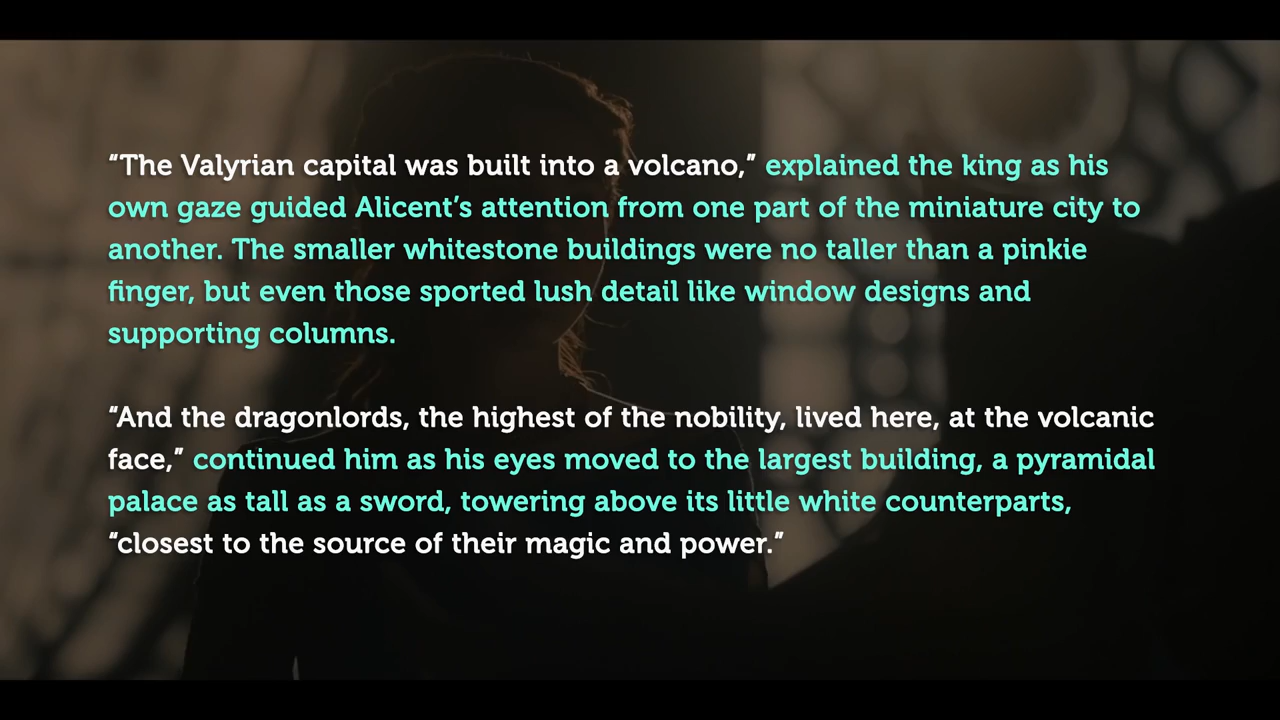 “The Valyrian capital was built into a volcano,” explained the king as his
own gaze guided Alicent’s attention from one part of the miniature city to
another. The smaller whitestone buildings were no taller than a pinkie
finger, but even those sported lush detail like window designs and
supporting columns.
“And the dragonlords, the highest of the nobility, lived here, at the volcanic
face,” continued him as his eyes moved to the largest building, a pyramidal
palace as tall as a sword, towering above its little white counterparts,
“closest to the source of their magic and power.”